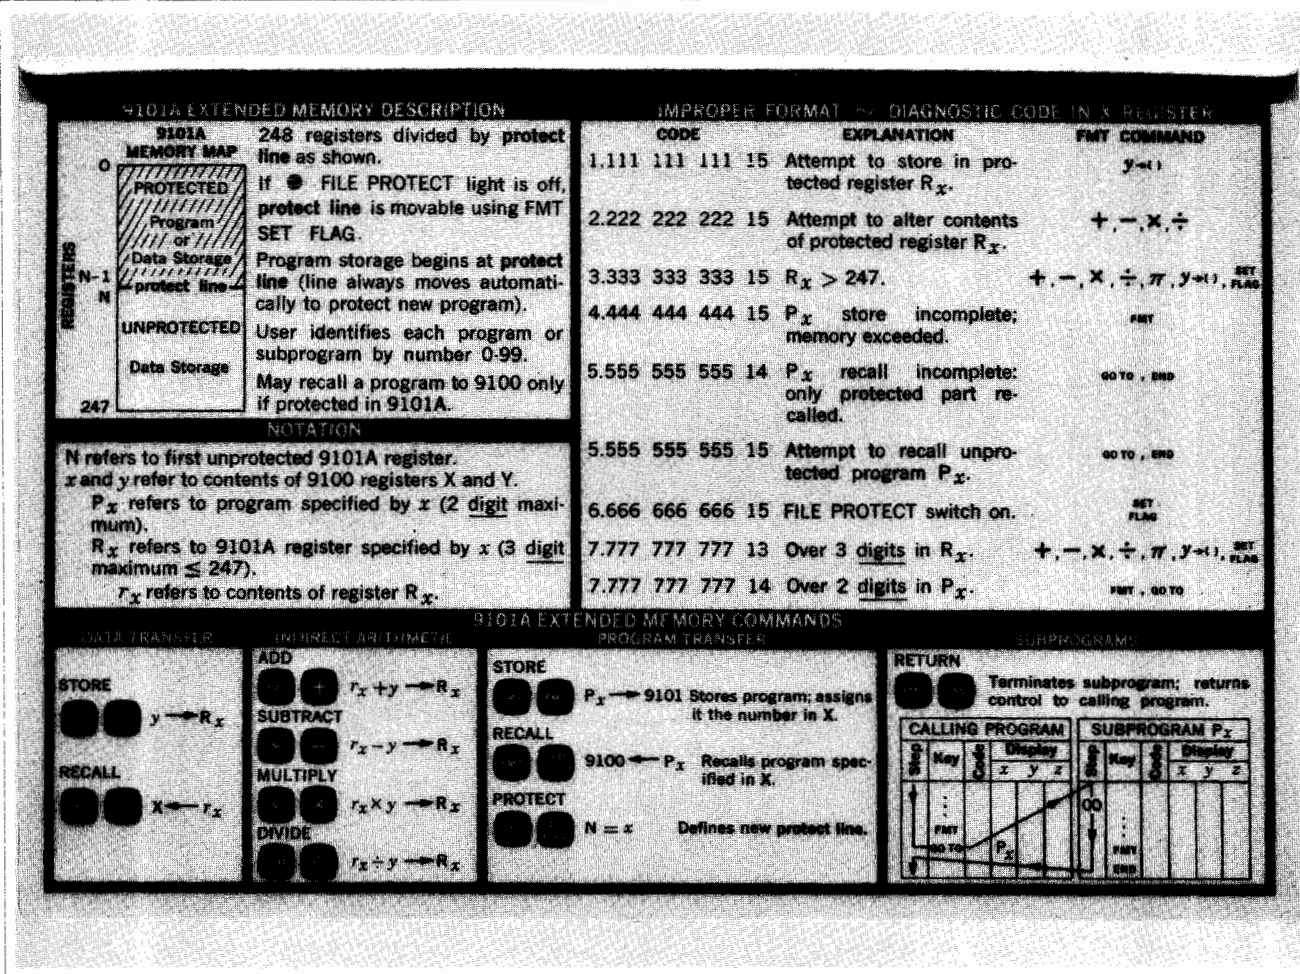 9101A EXTENDED MEMORY DESCRIPTION
9101A
MEMORY MAP
0
PROTECTED
Program
or
Data Storage
REGISTERS
N-1
protect line
N
UNPROTECTED
Data Storage
247
248 registers divided by protect
line as shown.
If ● FILE PROTECT light is off,
protect line is movable using FMT
SET FLAG.
Program storage begins at protect
line (line always moves automati-
cally to protect new program).
User identifies each program or
subprogram by number 0-99.
May recall a program to 9100 only
if protected in 9101A.
NOTATION
N refers to first unprotected 9101A register.
x and y refer to contents of 9100 registers X and Y.
Px refers to program specified by x (2 digit maxi-
mum).
Rx refers to 9101A register specified by x (3 digit
maximum ≤ 247).
rx refers to contents of register Rx.
IMPROPER FORMAT ~ DIAGNOSTIC CODE IN X REGISTER
CODE EXPLANATION FMT COMMAND
1.111 111 111 15 Attempt to store in pro- y→( )
tected register Rx.
2.222 222 222 15 Attempt to alter contents +, −, ×, ÷
of protected register Rx.
3.333 333 333 15 Rx > 247. +, −, ×, ÷, π, y→( ), SET FLAG
4.444 444 444 15 Px store incomplete; FMT
memory exceeded.
5.555 555 555 14 Px recall incomplete: GO TO, END
only protected part re-
called.
5.555 555 555 15 Attempt to recall unpro- GO TO, END
tected program Px.
6.666 666 666 15 FILE PROTECT switch on. SET FLAG
7.777 777 777 13 Over 3 digits in Rx. +, −, ×, ÷, π, y→( ), SET FLAG
7.777 777 777 14 Over 2 digits in Px. FMT, GO TO
9101A EXTENDED MEMORY COMMANDS
DATA TRANSFER
STORE
y → Rx
RECALL
X ← rx
INDIRECT ARITHMETIC
ADD
rx + y → Rx
SUBTRACT
rx − y → Rx
MULTIPLY
rx × y → Rx
DIVIDE
rx ÷ y → Rx
PROGRAM TRANSFER
STORE
Px → 9101 Stores program; assigns
it the number in X.
RECALL
9100 ← Px Recalls program spec-
ified in X.
PROTECT
N = x Defines new protect line.
SUBPROGRAMS
RETURN
Terminates subprogram; returns
control to calling program.
CALLING PROGRAM SUBPROGRAM Px
Step Key Code Display Step Key Code Display
x y z x y z
00
FMT
GO TO Px FMT
END